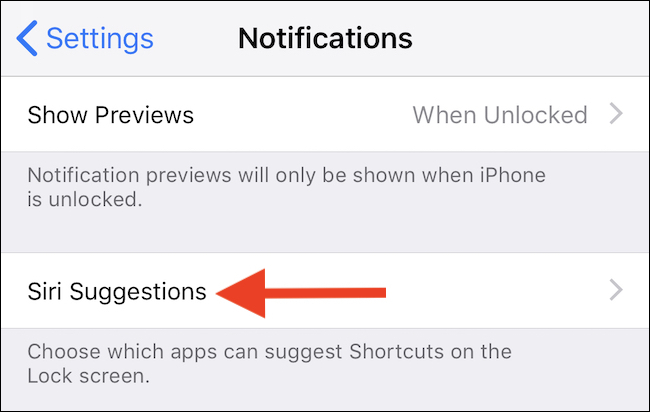 Settings
Notifications
Show Previews
When Unlocked
Notification previews will only be shown when iPhone
is unlocked.
Siri Suggestions
Choose which apps can suggest Shortcuts on the
Lock screen.